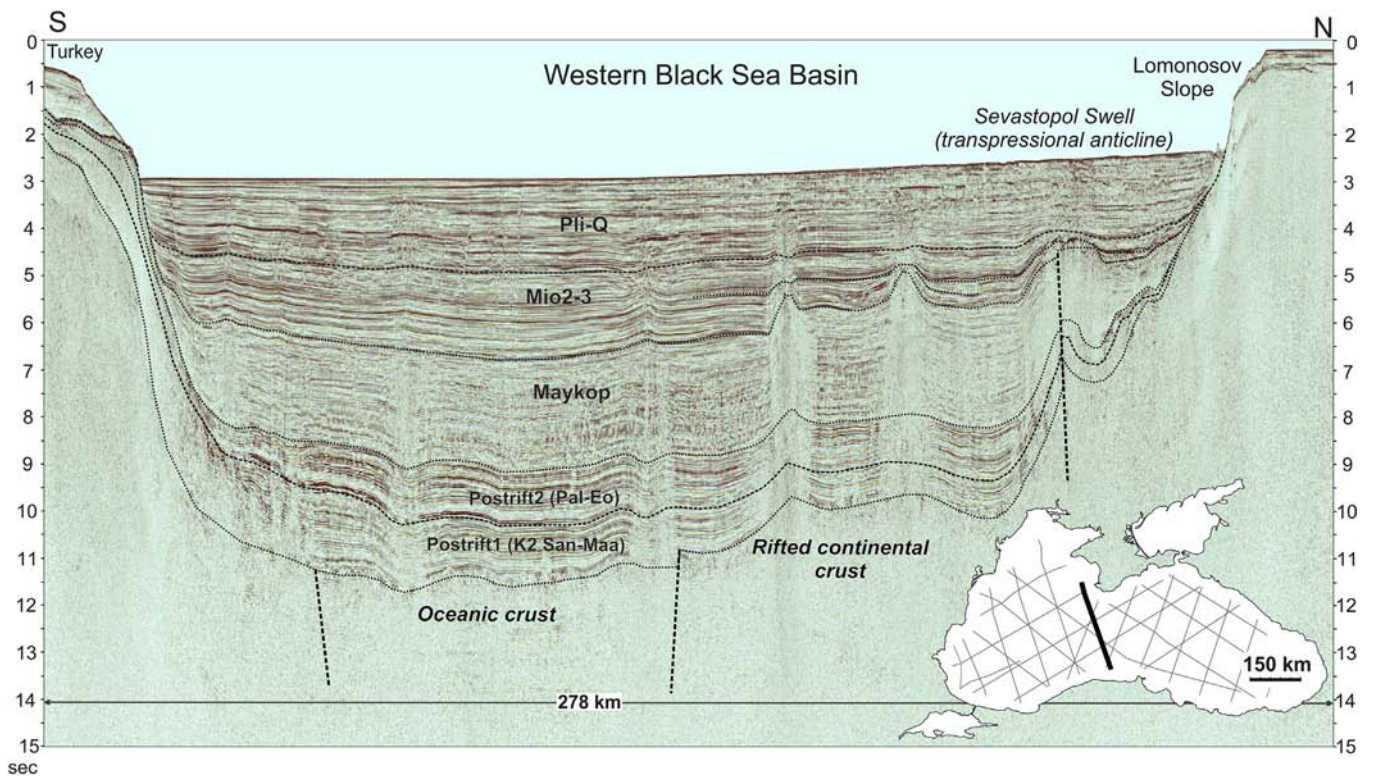 S
N
Turkey
Western Black Sea Basin
Lomonosov
Slope
Sevastopol Swell
(transpressional anticline)
Pli-Q
Mio2-3
Maykop
Postrift2 (Pal-Eo)
Postrift1 (K2 San-Maa)
Rifted continental
crust
Oceanic crust
150 km
278 km
0
1
2
3
4
5
6
7
8
9
10
11
12
13
14
15
sec
0
1
2
3
4
5
6
7
8
9
10
11
12
13
14
15